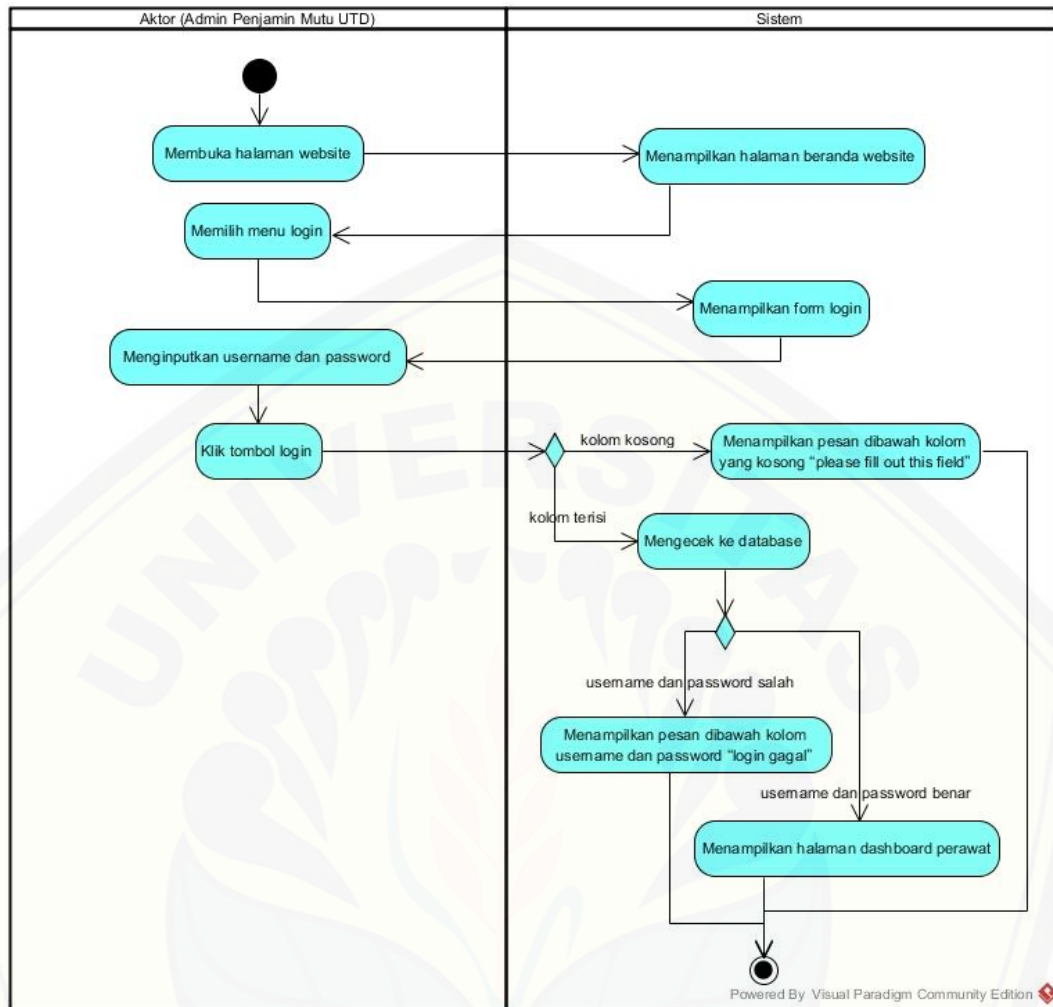 Aktor (Admin Penjamin Mutu UTD)
Sistem
Membuka halaman website
Menampilkan halaman beranda website
Memilih menu login
Menampilkan form login
Menginputkan username dan password
Klik tombol login
kolom kosong
Menampilkan pesan dibawah kolom
yang kosong "please fill out this field"
kolom terisi
Mengecek ke database
username dan password salah
Menampilkan pesan dibawah kolom
username dan password "login gagal"
username dan password benar
Menampilkan halaman dashboard perawat
UNIVERSITAS
Powered By Visual Paradigm Community Edition